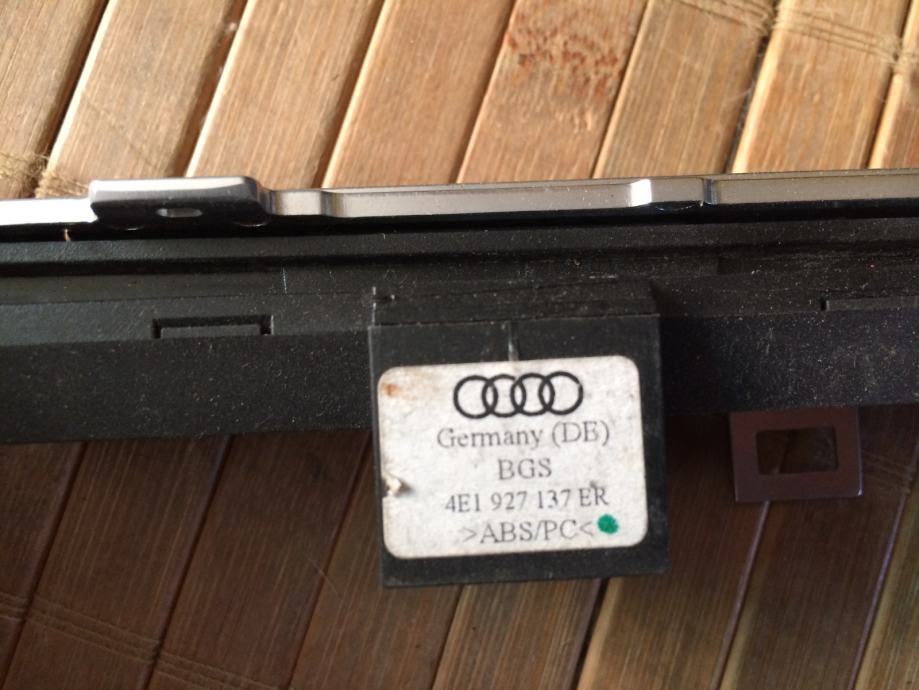 Germany (DE)
BGS
4E1 927 137 ER
>ABS/PC<